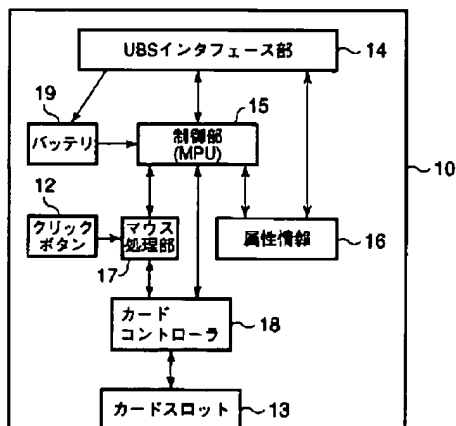 UBSインタフェース部
14
19
15
バッテリ
制御部
(MPU)
10
12
クリック
ボタン
マウス
処理部
17
属性情報
16
カード
コントローラ
18
カードスロット
13